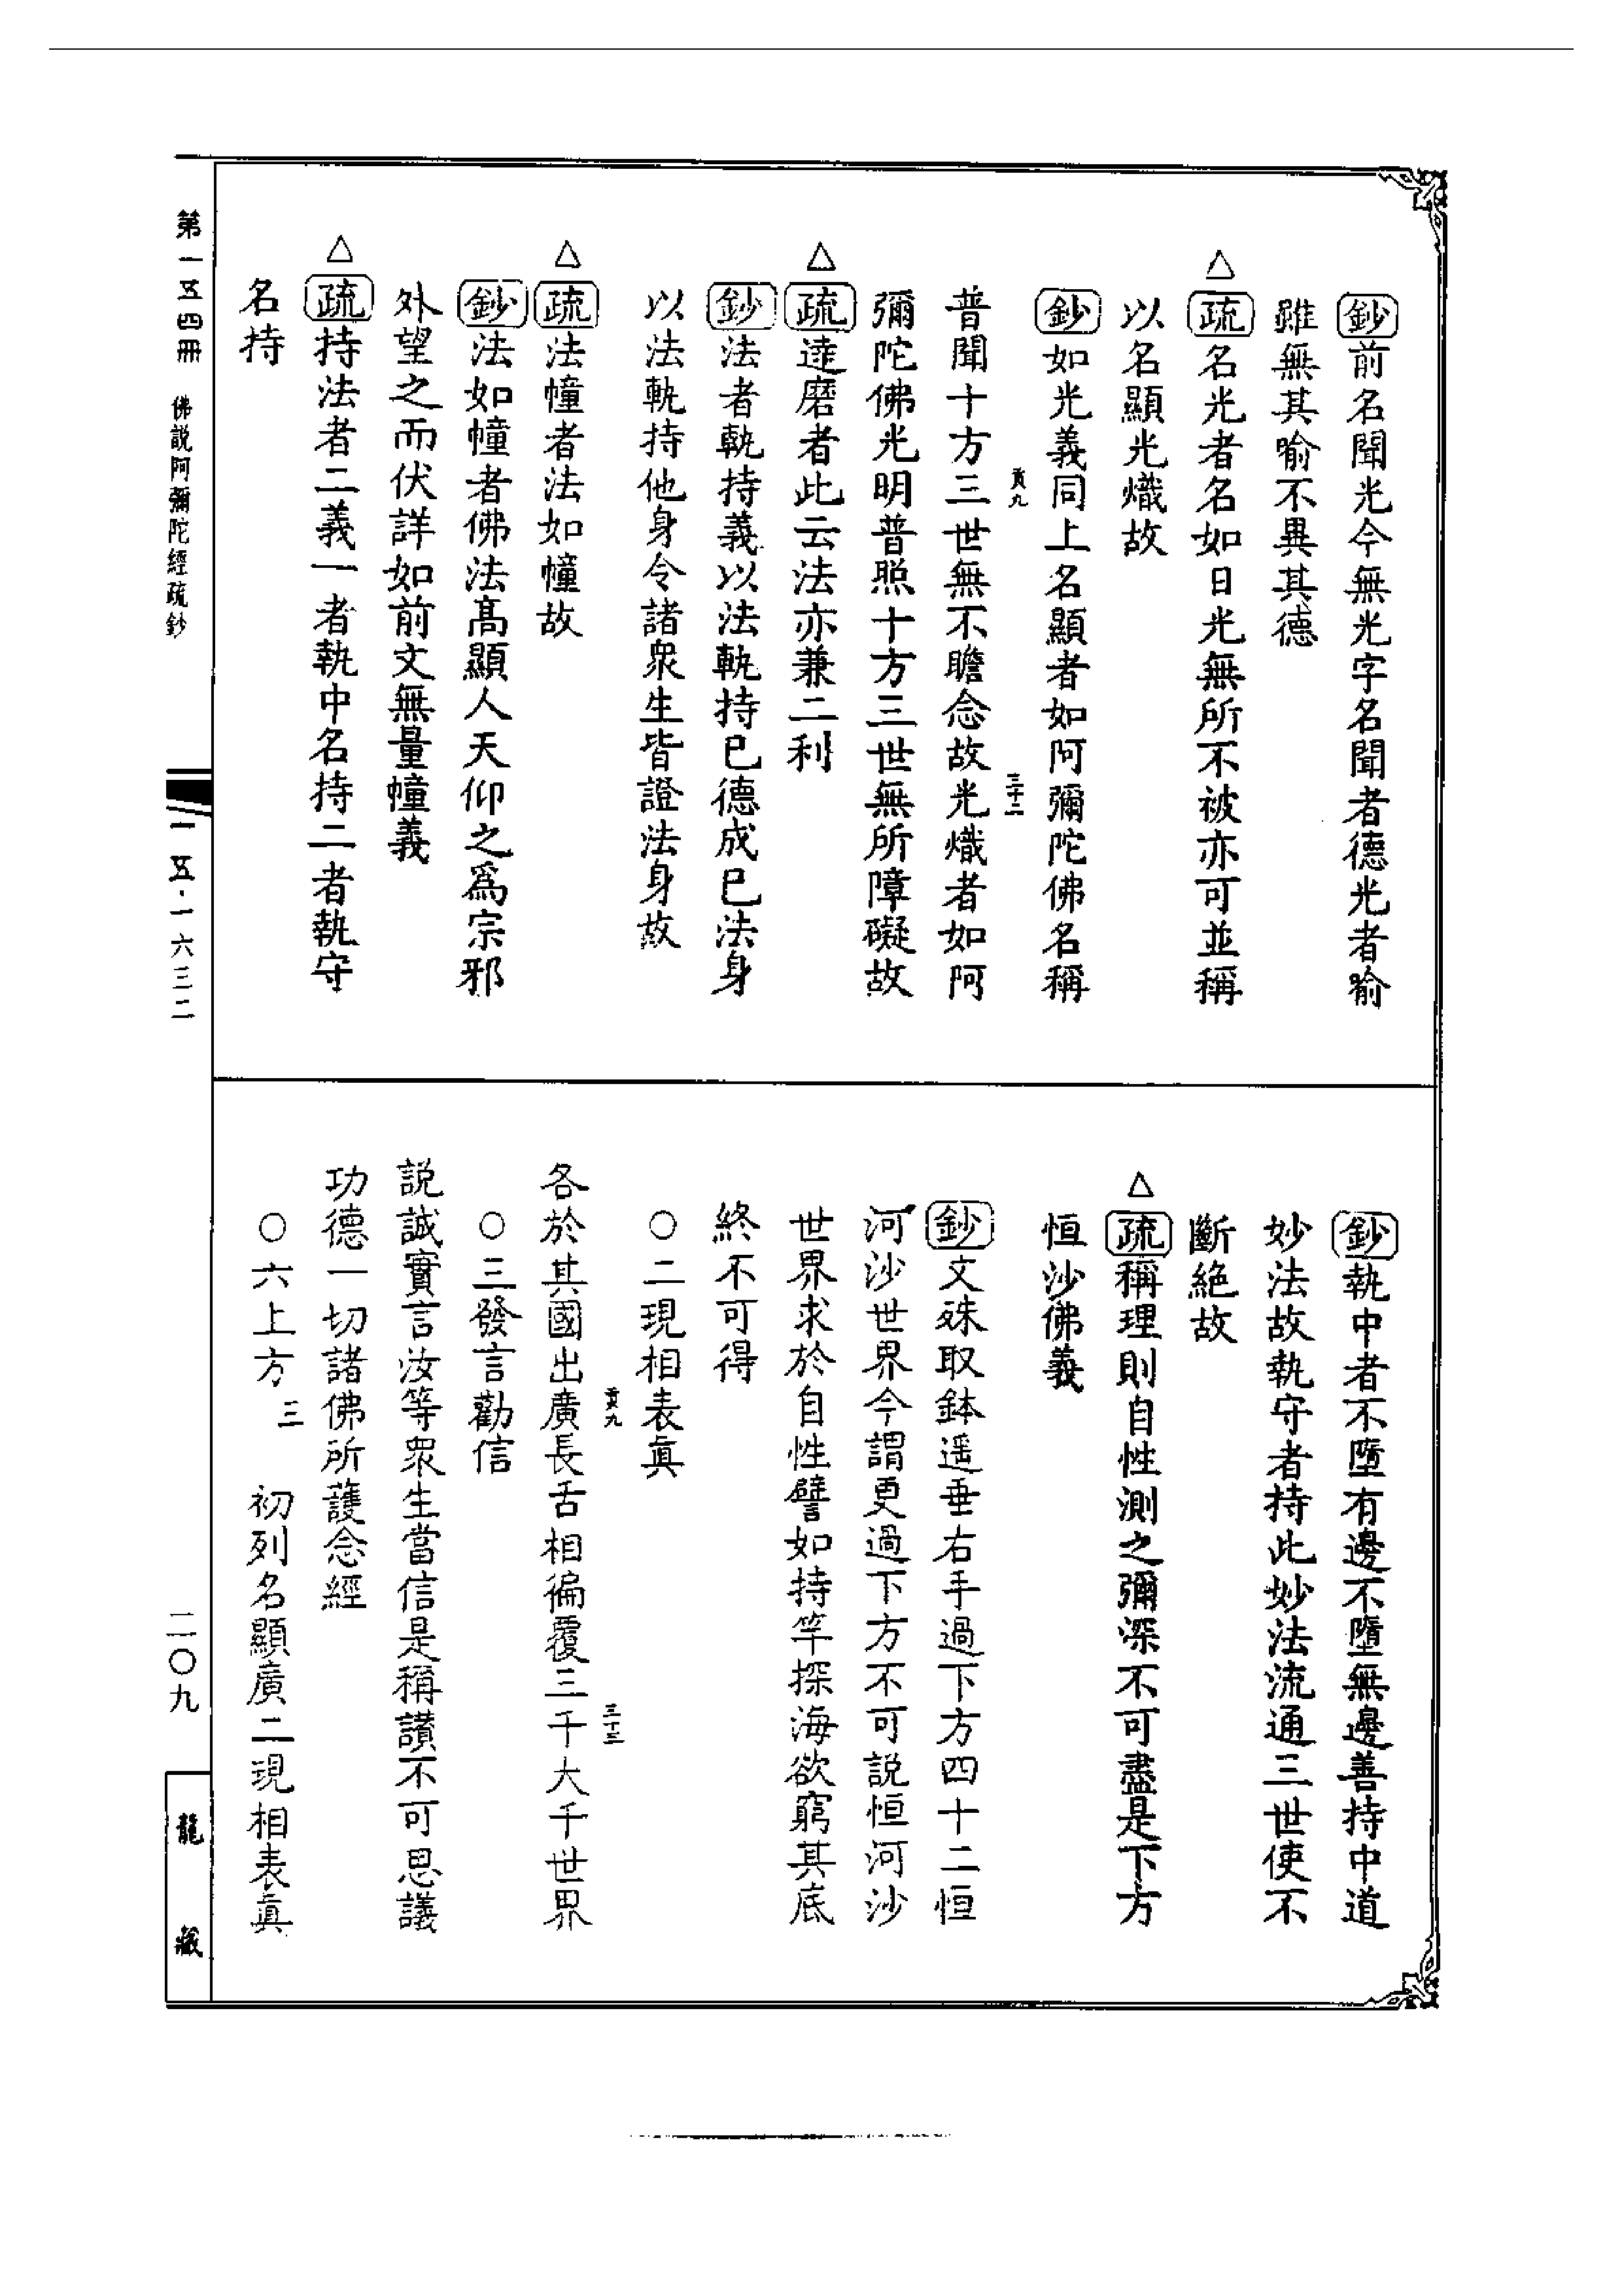 鈔前名聞光今無光字名聞者德光者喻
雖無其喻不異其德
△疏名光者名如日光無所不被亦可並稱
以名顯光熾故
鈔如光義同上名顯者如阿彌陀佛名稱
貢九
三十二
普聞十方三世無不瞻念故光熾者如阿
彌陀佛光明普照十方三世無所障礙故
△疏達磨者此云法亦兼二利
鈔法者軌持義以法軌持已德成已法身
以法軌持他身令諸眾生皆證法身故
△疏法幢者法如幢故
鈔法如幢者佛法高顯人天仰之為宗邪
外望之而伏詳如前文無量幢義
△疏持法者二義一者執中名持二者執守
名持
鈔執中者不墮有邊不墮無邊善持中道
妙法故執守者持此妙法流通三世使不
斷絕故
△疏稱理則自性測之彌深不可盡是下方
恒沙佛義
鈔文殊取鉢遥垂右手過下方四十二恒
河沙世界今謂更過下方不可説恒河沙
世界求於自性譬如持竿探海欲窮其底
終不可得
○二現相表眞
貢九
三十三
各於其國出廣長舌相徧覆三千大千世界
○三發言勸信
説誠實言汝等眾生當信是稱讚不可思議
功德一切諸佛所護念經
○六上方三 初列名顯廣二現相表眞
第一五四冊 佛説阿彌陀經疏鈔
一五·一六三二
二〇九
龍藏